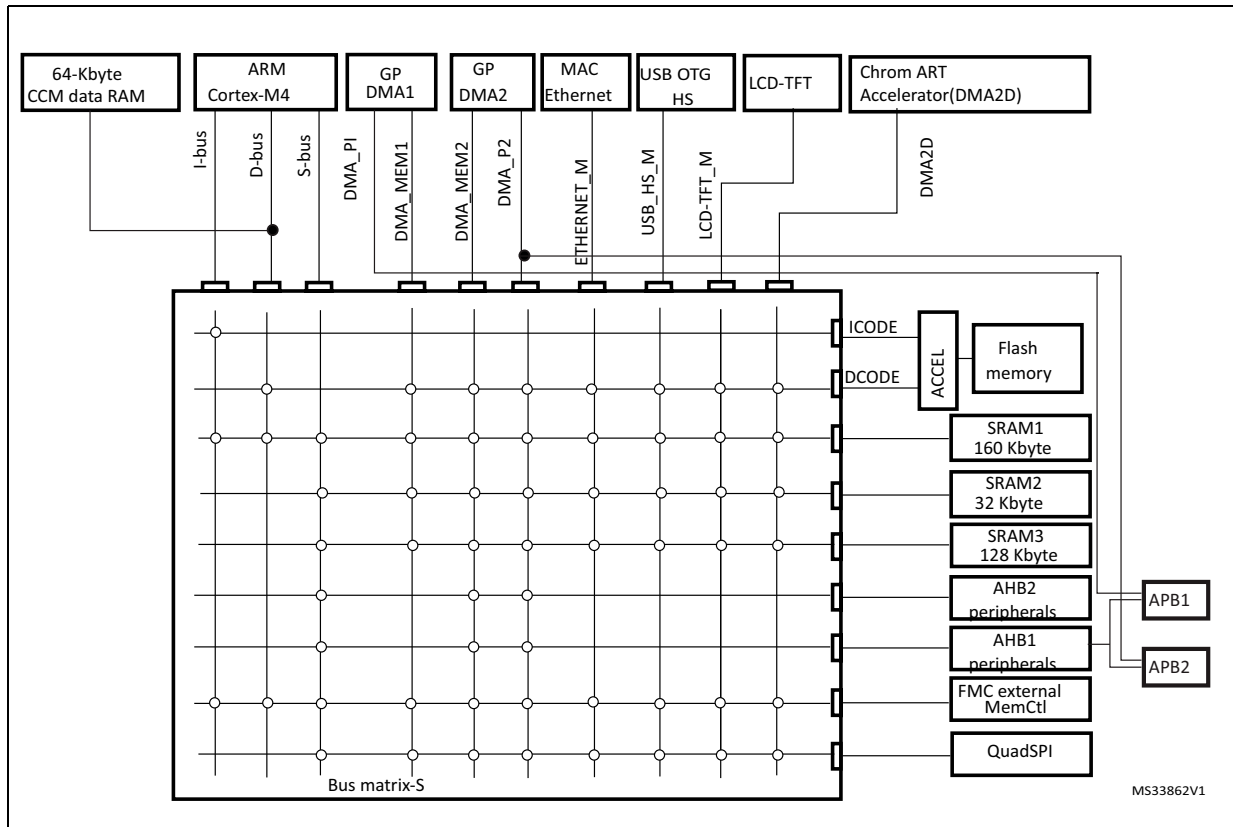 64-Kbyte
CCM data RAM
ARM
Cortex-M4
GP
DMA1
GP
DMA2
MAC
Ethernet
USB OTG
HS
LCD-TFT
Chrom ART
Accelerator(DMA2D)
I-bus
D-bus
S-bus
DMA_PI
DMA_MEM1
DMA_MEM2
DMA_P2
ETHERNET_M
USB_HS_M
LCD-TFT_M
DMA2D
ICODE
DCODE
ACCEL
Flash
memory
SRAM1
160 Kbyte
SRAM2
32 Kbyte
SRAM3
128 Kbyte
AHB2
peripherals
AHB1
peripherals
APB1
APB2
FMC external
MemCtl
QuadSPI
Bus matrix-S
MS33862V1